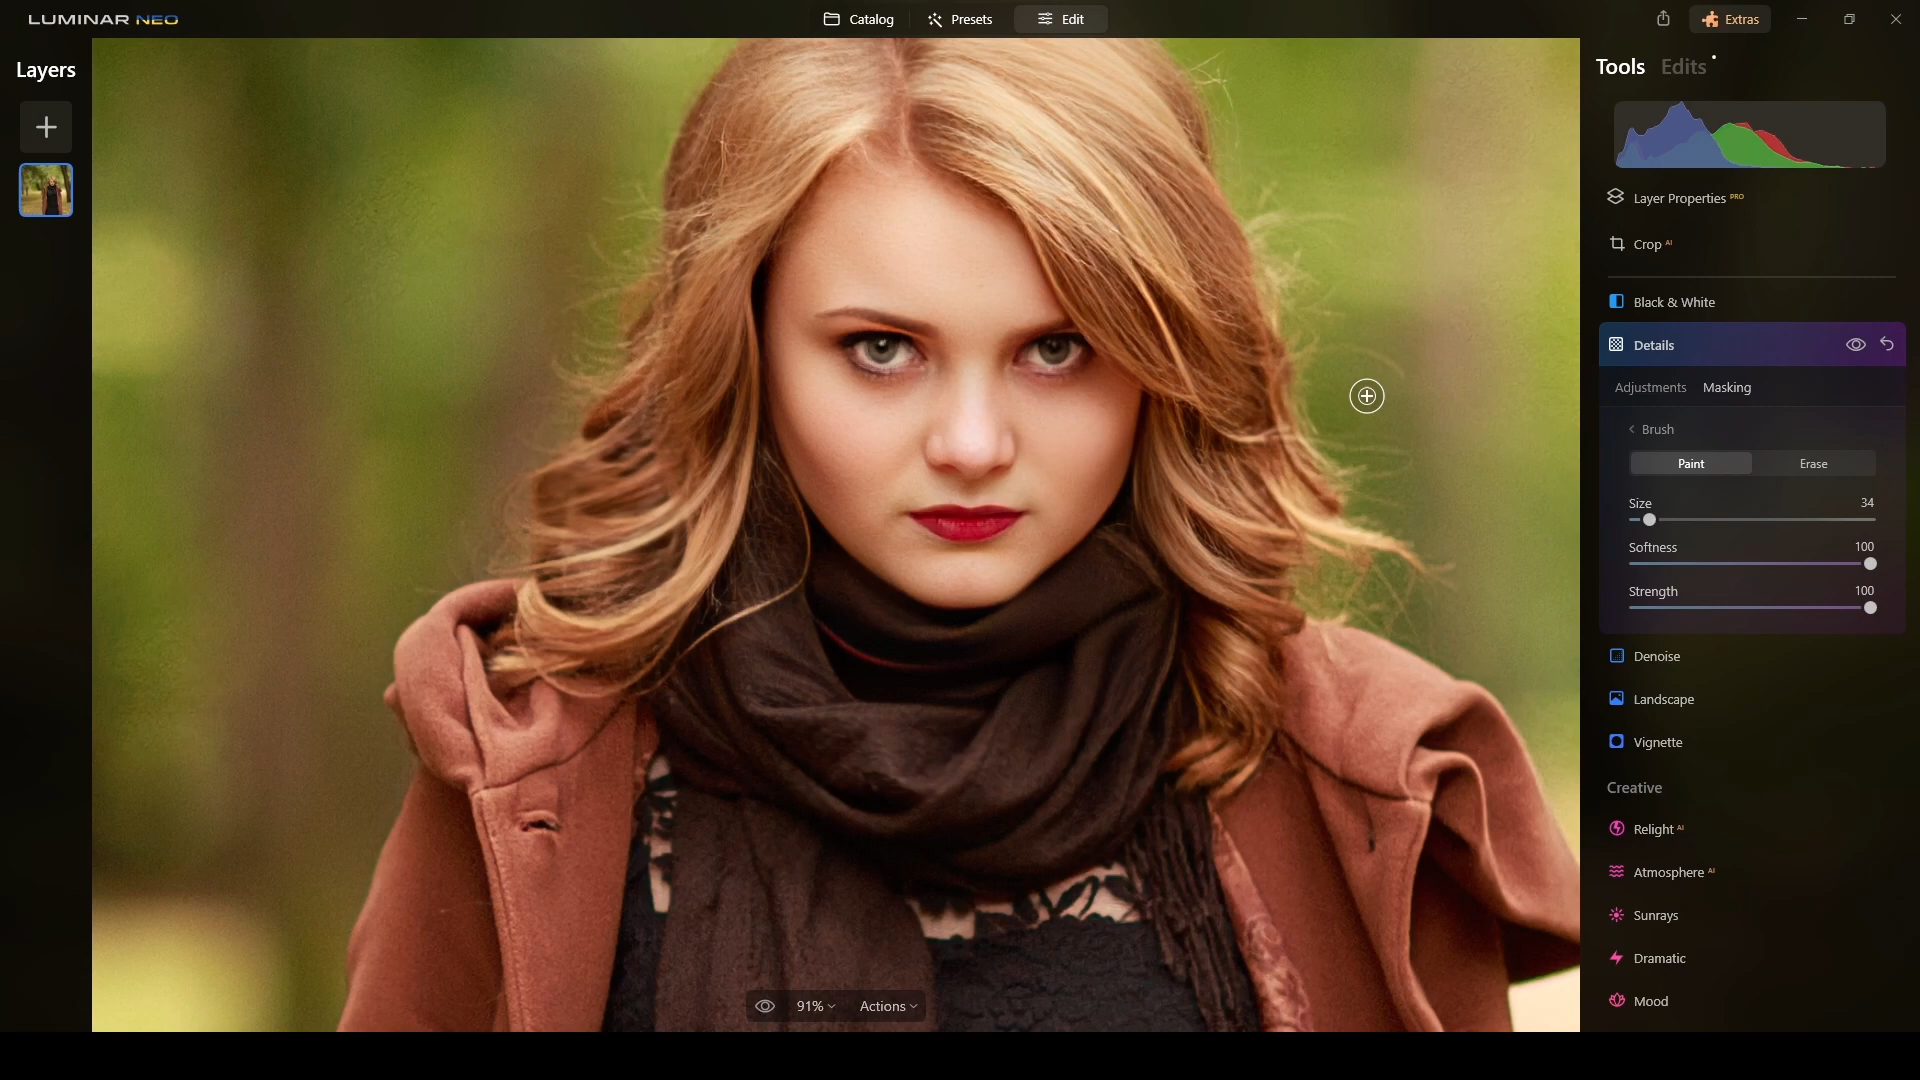 LUMINAR NEO
Catalog
Presets
Edit
Extras
Layers
Tools Edits
Layer Properties PRO
Crop AI
Black & White
Details
Adjustments Masking
Brush
Paint Erase
Size 34
Softness 100
Strength 100
Denoise
Landscape
Vignette
Creative
Relight AI
Atmosphere AI
Sunrays
Dramatic
Mood
91% Actions